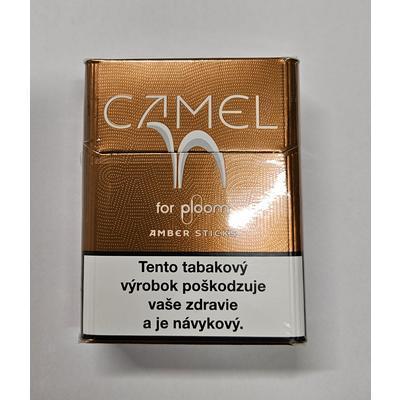 CAMEL
for ploom
AMBER STICKS
Tento tabakový
výrobok poškodzuje
vaše zdravie
a je návykový.